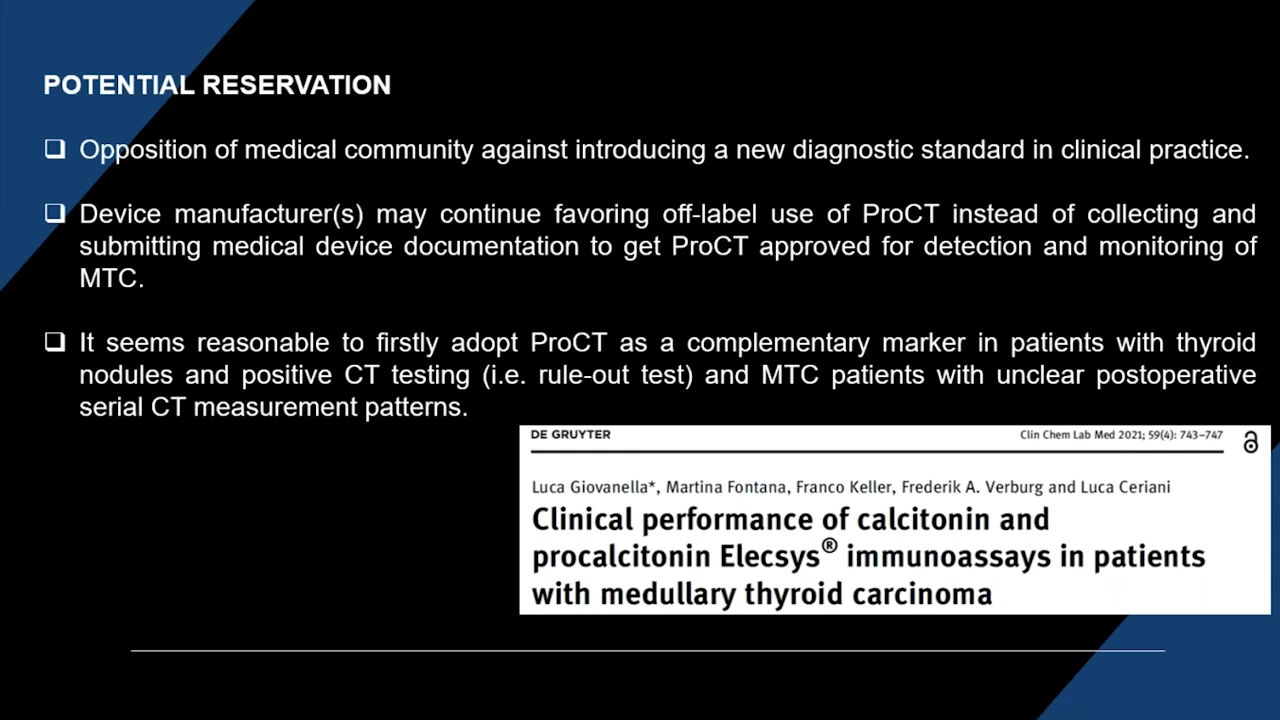 POTENTIAL RESERVATION
❑ Opposition of medical community against introducing a new diagnostic standard in clinical practice.
❑ Device manufacturer(s) may continue favoring off-label use of ProCT instead of collecting and
submitting medical device documentation to get ProCT approved for detection and monitoring of
MTC.
❑ It seems reasonable to firstly adopt ProCT as a complementary marker in patients with thyroid
nodules and positive CT testing (i.e. rule-out test) and MTC patients with unclear postoperative
serial CT measurement patterns.
DE GRUYTER
Clin Chem Lab Med 2021; 59(4): 743–747
Luca Giovanella*, Martina Fontana, Franco Keller, Frederik A. Verburg and Luca Ceriani
Clinical performance of calcitonin and
procalcitonin Elecsys® immunoassays in patients
with medullary thyroid carcinoma